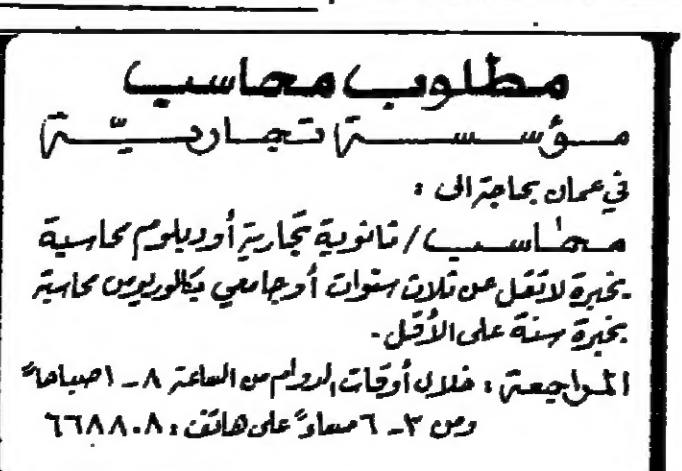 مطلوب محاسب
مؤسسة تجارية
في عمان بحاجة الى :
محاسب / ثانوية تجارية أو دبلوم محاسبة
بخبرة لا تقل عن ثلاث سنوات أو جامعي بكالوريوس محاسبة
بخبرة سنة على الأقل -
المراجعة : خلال أوقات الدوام من الساعة ٨ - ١ صباحاً
ومن ٣ - ٦ مساءً على هاتف : ٦٦٨٨٠٨